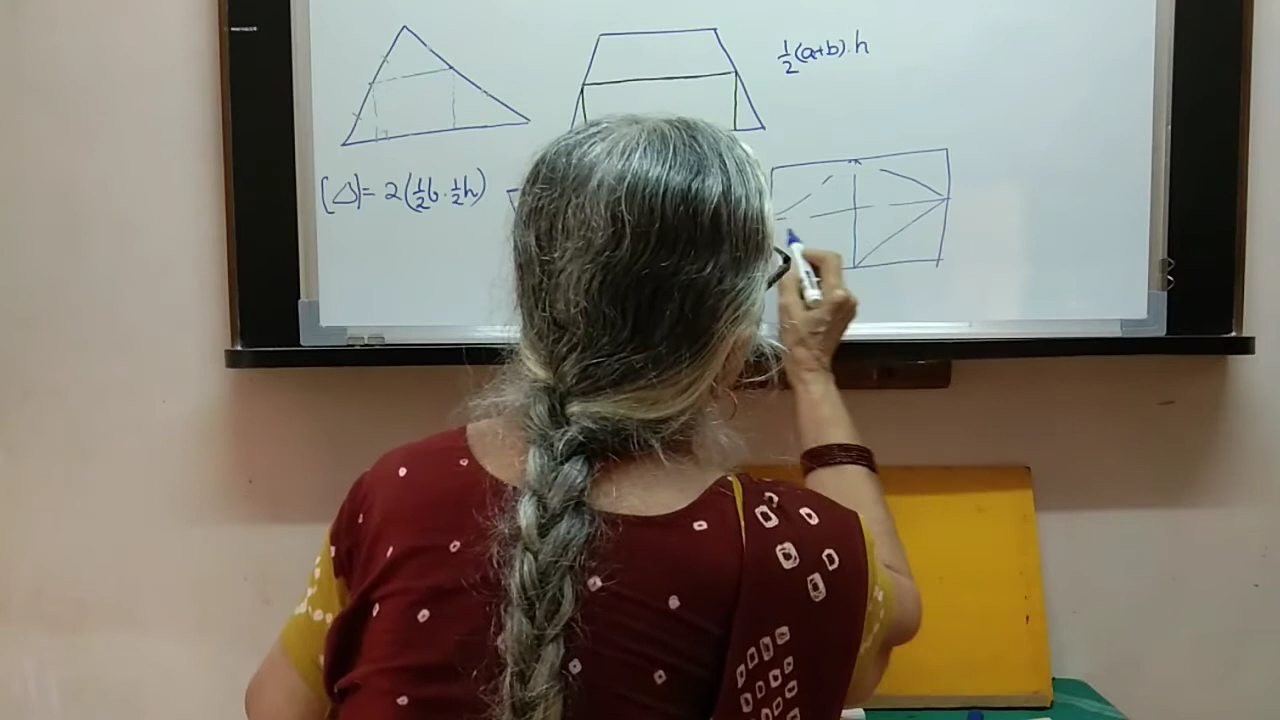 ½(a+b)·h
[△] = 2(½b·½h)